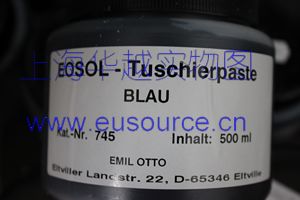 EOSOL - Tuschierpaste
上海华越实物图
BLAU
www.eusource.cn
Kat.-Nr. 745 Inhalt: 500 ml
EMIL OTTO
Eltviller Landstr. 22, D-65346 Eltville